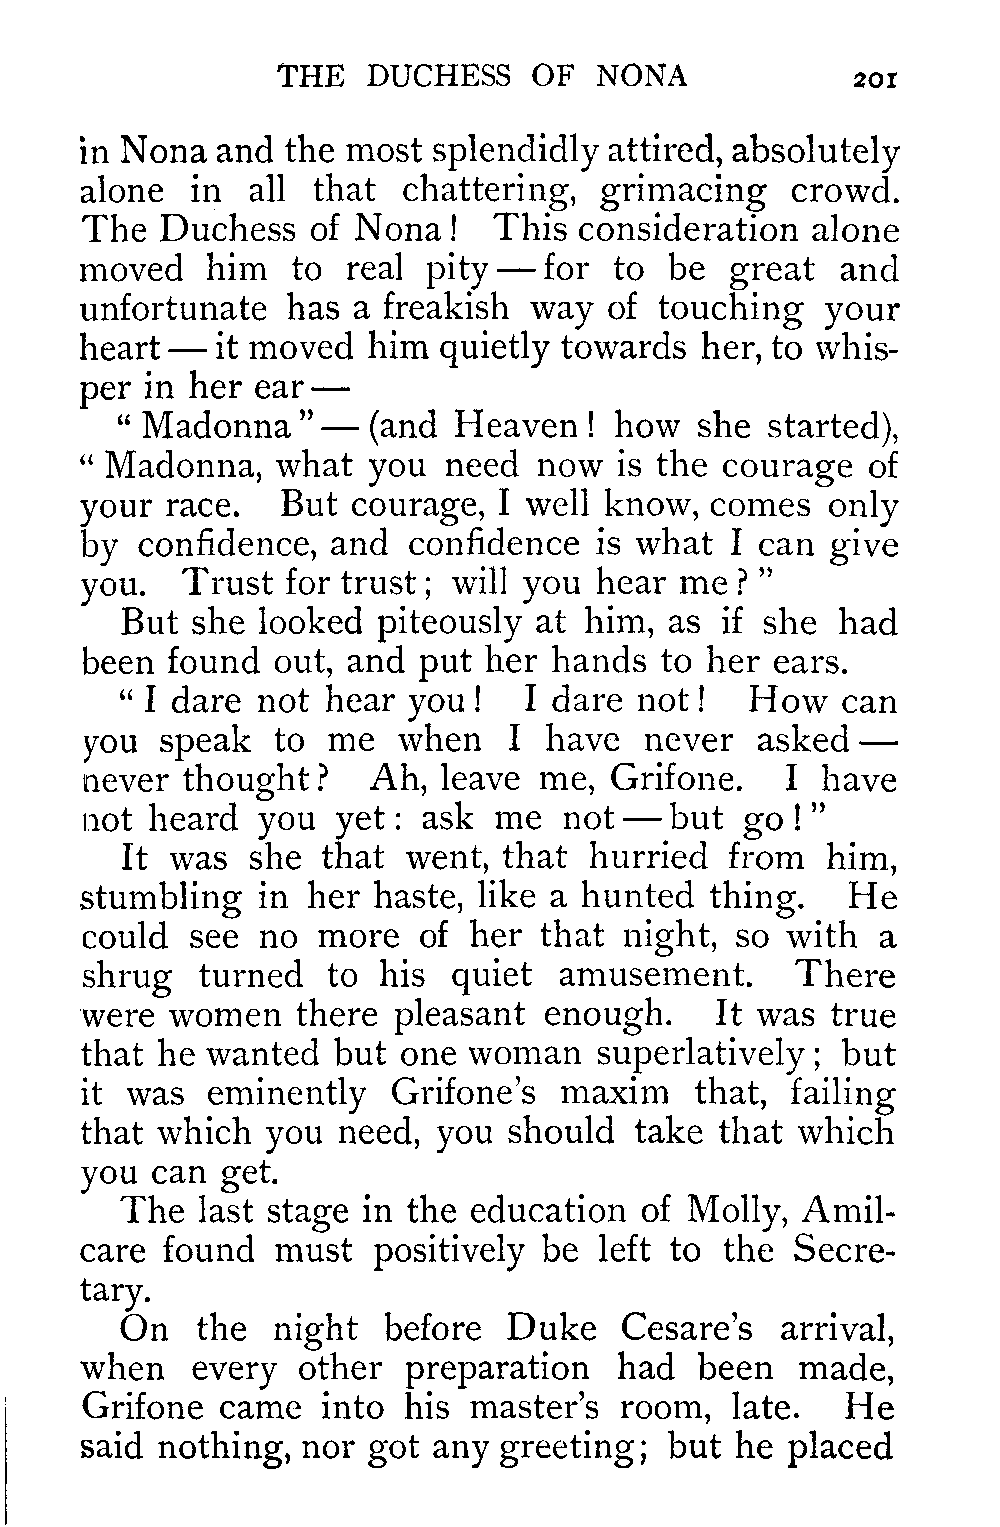 THE DUCHESS OF NONA 201
in Nona and the most splendidly attired, absolutely
alone in all that chattering, grimacing crowd.
The Duchess of Nona! This consideration alone
moved him to real pity — for to be great and
unfortunate has a freakish way of touching your
heart — it moved him quietly towards her, to whis-
per in her ear —
“ Madonna ” — (and Heaven! how she started),
“ Madonna, what you need now is the courage of
your race. But courage, I well know, comes only
by confidence, and confidence is what I can give
you. Trust for trust; will you hear me? ”
But she looked piteously at him, as if she had
been found out, and put her hands to her ears.
“ I dare not hear you! I dare not! How can
you speak to me when I have never asked —
never thought? Ah, leave me, Grifone. I have
not heard you yet: ask me not — but go! ”
It was she that went, that hurried from him,
stumbling in her haste, like a hunted thing. He
could see no more of her that night, so with a
shrug turned to his quiet amusement. There
were women there pleasant enough. It was true
that he wanted but one woman superlatively; but
it was eminently Grifone’s maxim that, failing
that which you need, you should take that which
you can get.
The last stage in the education of Molly, Amil-
care found must positively be left to the Secre-
tary.
On the night before Duke Cesare’s arrival,
when every other preparation had been made,
Grifone came into his master’s room, late. He
said nothing, nor got any greeting; but he placed